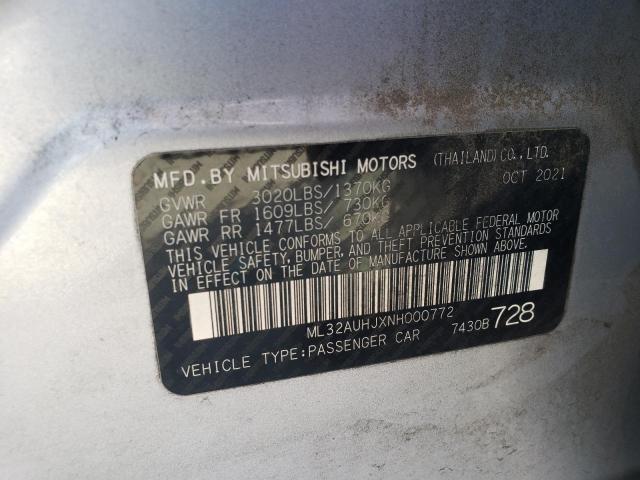 MFD.BY MITSUBISHI MOTORS (THAILAND)CO.,LTD.
GVWR 3020LBS/1370KG OCT 2021
GAWR FR 1609LBS/ 730KG
GAWR RR 1477LBS/ 670KG
THIS VEHICLE CONFORMS TO ALL APPLICABLE FEDERAL MOTOR
VEHICLE SAFETY, BUMPER, AND THEFT PREVENTION STANDARDS
IN EFFECT ON THE DATE OF MANUFACTURE SHOWN ABOVE.
ML32AUHJXNH000772 7430B 728
VEHICLE TYPE:PASSENGER CAR